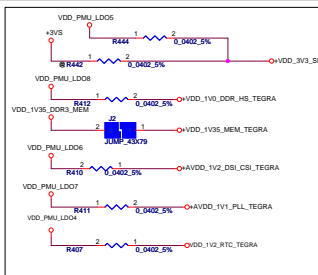 VDD_PMU_LDO5
+3VS
R444 2 1 0_0402_5%
@R442 1 2 0_0402_5% +VDD_3V3_S
VDD_PMU_LDO8
R412 1 2 0_0402_5% +VDD_1V0_DDR_HS_TEGRA
VDD_1V35_DDR3_MEM
J2
2 1 +VDD_1V35_MEM_TEGRA
JUMP_43X79
VDD_PMU_LDO6
R410 2 1 0_0402_5% +AVDD_1V2_DSI_CSI_TEGRA
VDD_PMU_LDO7
R411 1 2 0_0402_5% +AVDD_1V1_PLL_TEGRA
VDD_PMU_LDO4
R407 2 1 0_0402_5% +VDD_1V2_RTC_TEGRA